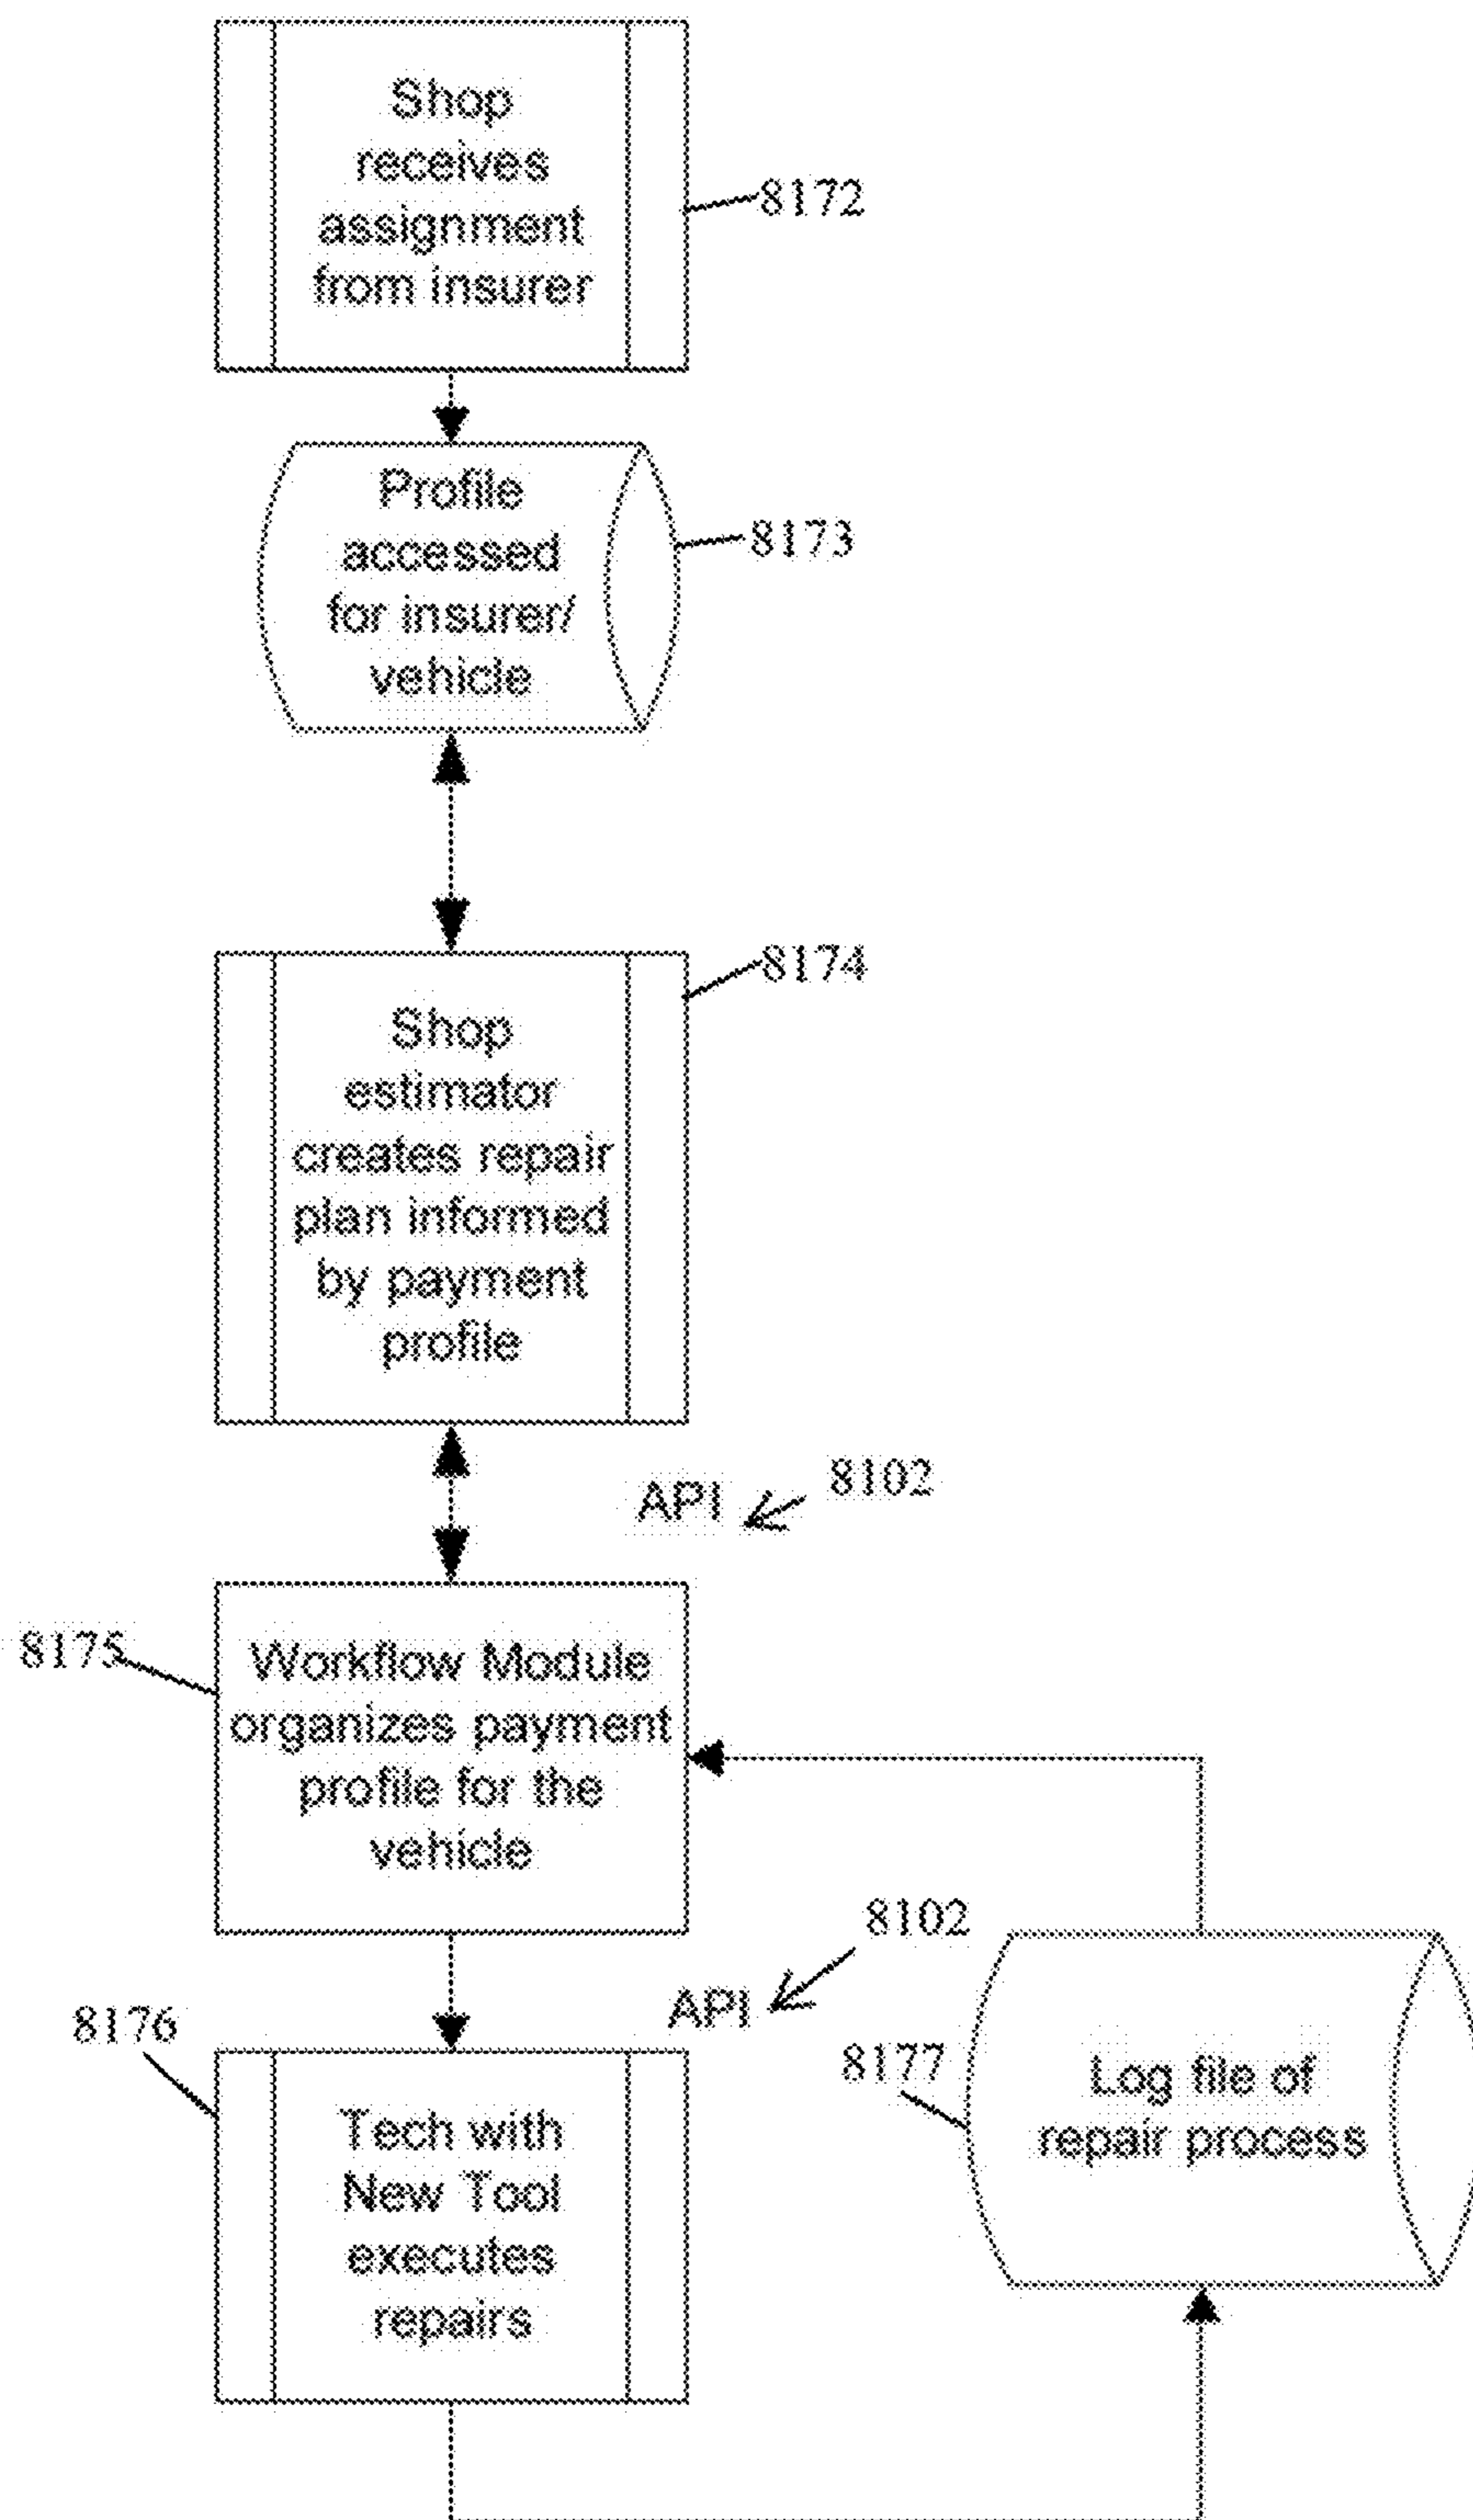 Shop
receives
assignment
from insurer
8172
Profile
accessed
for insurer/
vehicle
8173
8174
Shop
estimator
creates repair
plan informed
by payment
profile
API
8102
8175
Workflow Module
organizes payment
profile for the
vehicle
8102
API
8176
8177
Tech with
New Tool
executes
repairs
Log file of
repair process